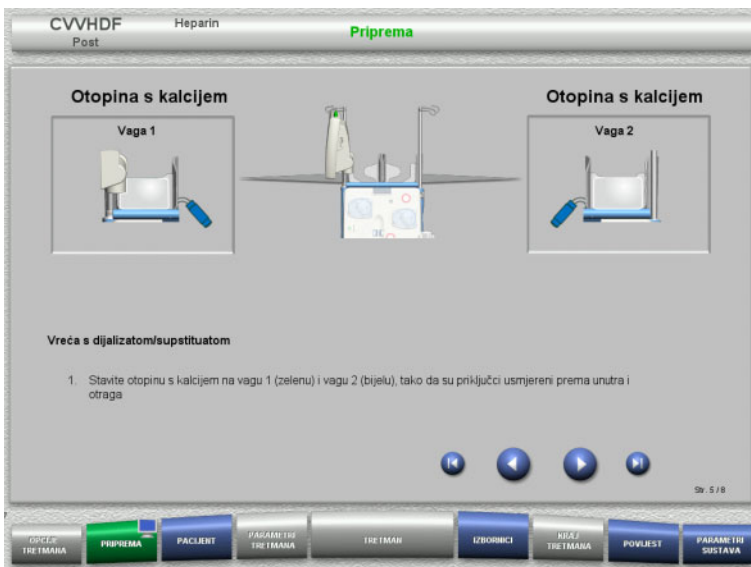 CVVHDF
Heparin
Priprema
Post
Otopina s kalcijem
Otopina s kalcijem
Vaga 1
Vaga 2
Vreća s dijalizatom/supstituatom
1. Stavite otopinu s kalcijem na vagu 1 (zelenu) i vagu 2 (bijelu), tako da su priključci usmjereni prema unutra i
otraga
Str. 5 / 8
OPCIJE
TRETMANA
PRIPREMA
PACIJENT
PARAMETRI
TRETMANA
TRETMAN
IZBORNICI
KRAJ
TRETMANA
POVIJEST
PARAMETRI
SUSTAVA